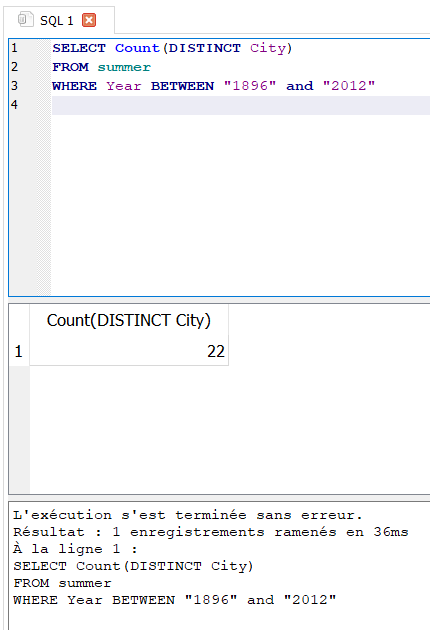 SQL 1
1 SELECT Count(DISTINCT City)
2 FROM summer
3 WHERE Year BETWEEN "1896" and "2012"
4
Count(DISTINCT City)
1 22
L'exécution s'est terminée sans erreur.
Résultat : 1 enregistrements ramenés en 36ms
À la ligne 1 :
SELECT Count(DISTINCT City)
FROM summer
WHERE Year BETWEEN "1896" and "2012"